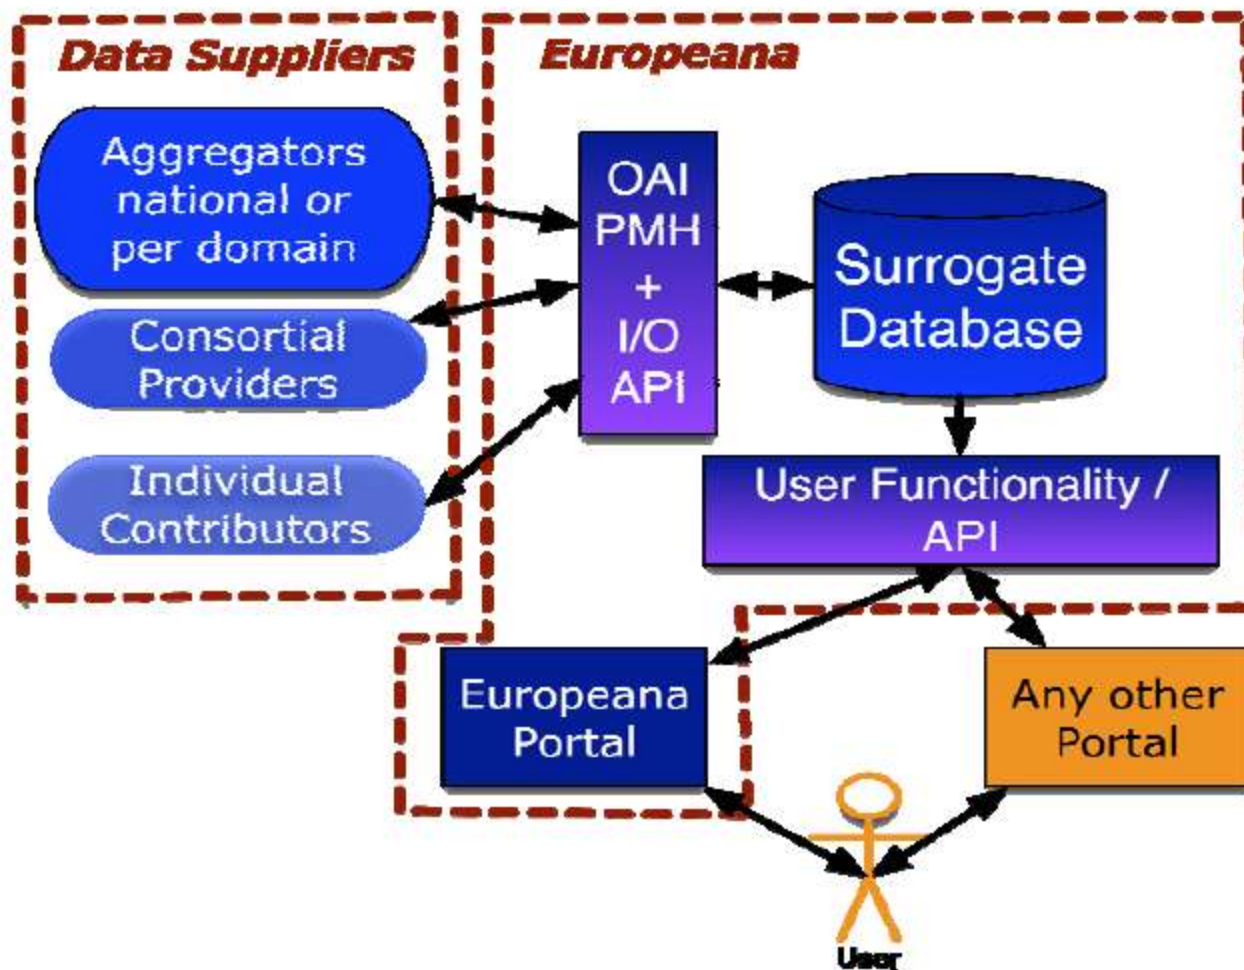 Data Suppliers
Europeana
Aggregators
national or
per domain
Consortial
Providers
Individual
Contributors
OAI
PMH
+
I/O
API
Surrogate
Database
User Functionality /
API
Europeana
Portal
Any other
Portal
User